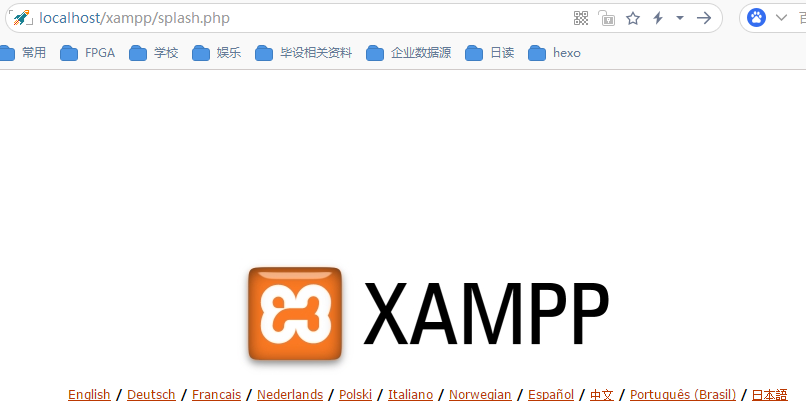 localhost/xampp/splash.php
常用 FPGA 学校 娱乐 毕设相关资料 企业数据源 日读 hexo
XAMPP
English / Deutsch / Francais / Nederlands / Polski / Italiano / Norwegian / Español / 中文 / Português (Brasil) / 日本語